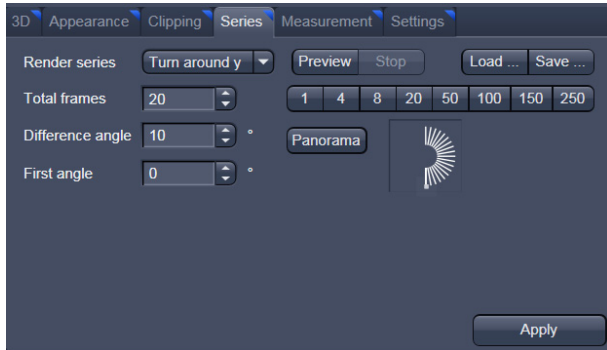 3D Appearance Clipping Series Measurement Settings
Render series Turn around y Preview Stop Load ... Save ...
Total frames 20 1 4 8 20 50 100 150 250
Difference angle 10 ° Panorama
First angle 0 °
Apply